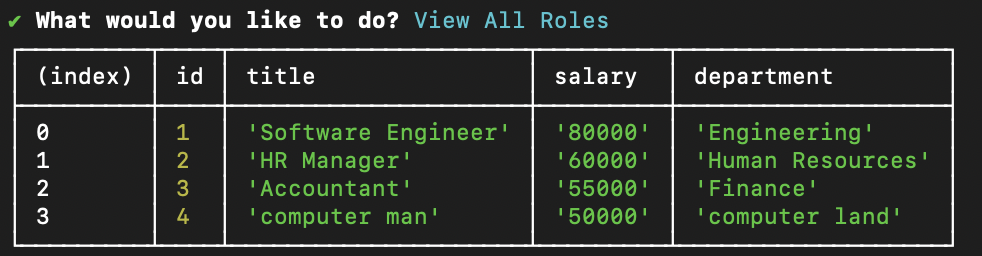 ✔ What would you like to do? View All Roles
(index) id title salary department
0 1 'Software Engineer' '80000' 'Engineering'
1 2 'HR Manager' '60000' 'Human Resources'
2 3 'Accountant' '55000' 'Finance'
3 4 'computer man' '50000' 'computer land'